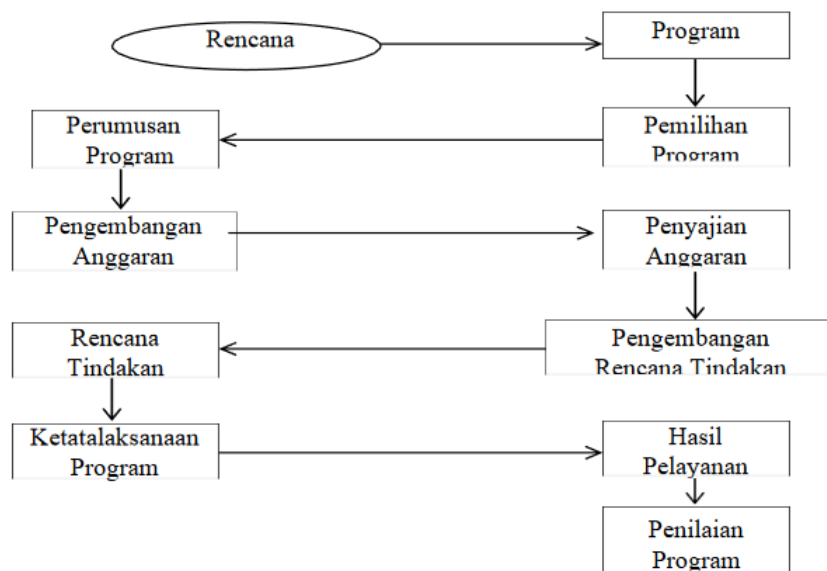 Rencana
Program
Pemilihan
Program
Perumusan
Program
Pengembangan
Anggaran
Penyajian
Anggaran
Pengembangan
Rencana Tindakan
Rencana
Tindakan
Ketatalaksanaan
Program
Hasil
Pelayanan
Penilaian
Program